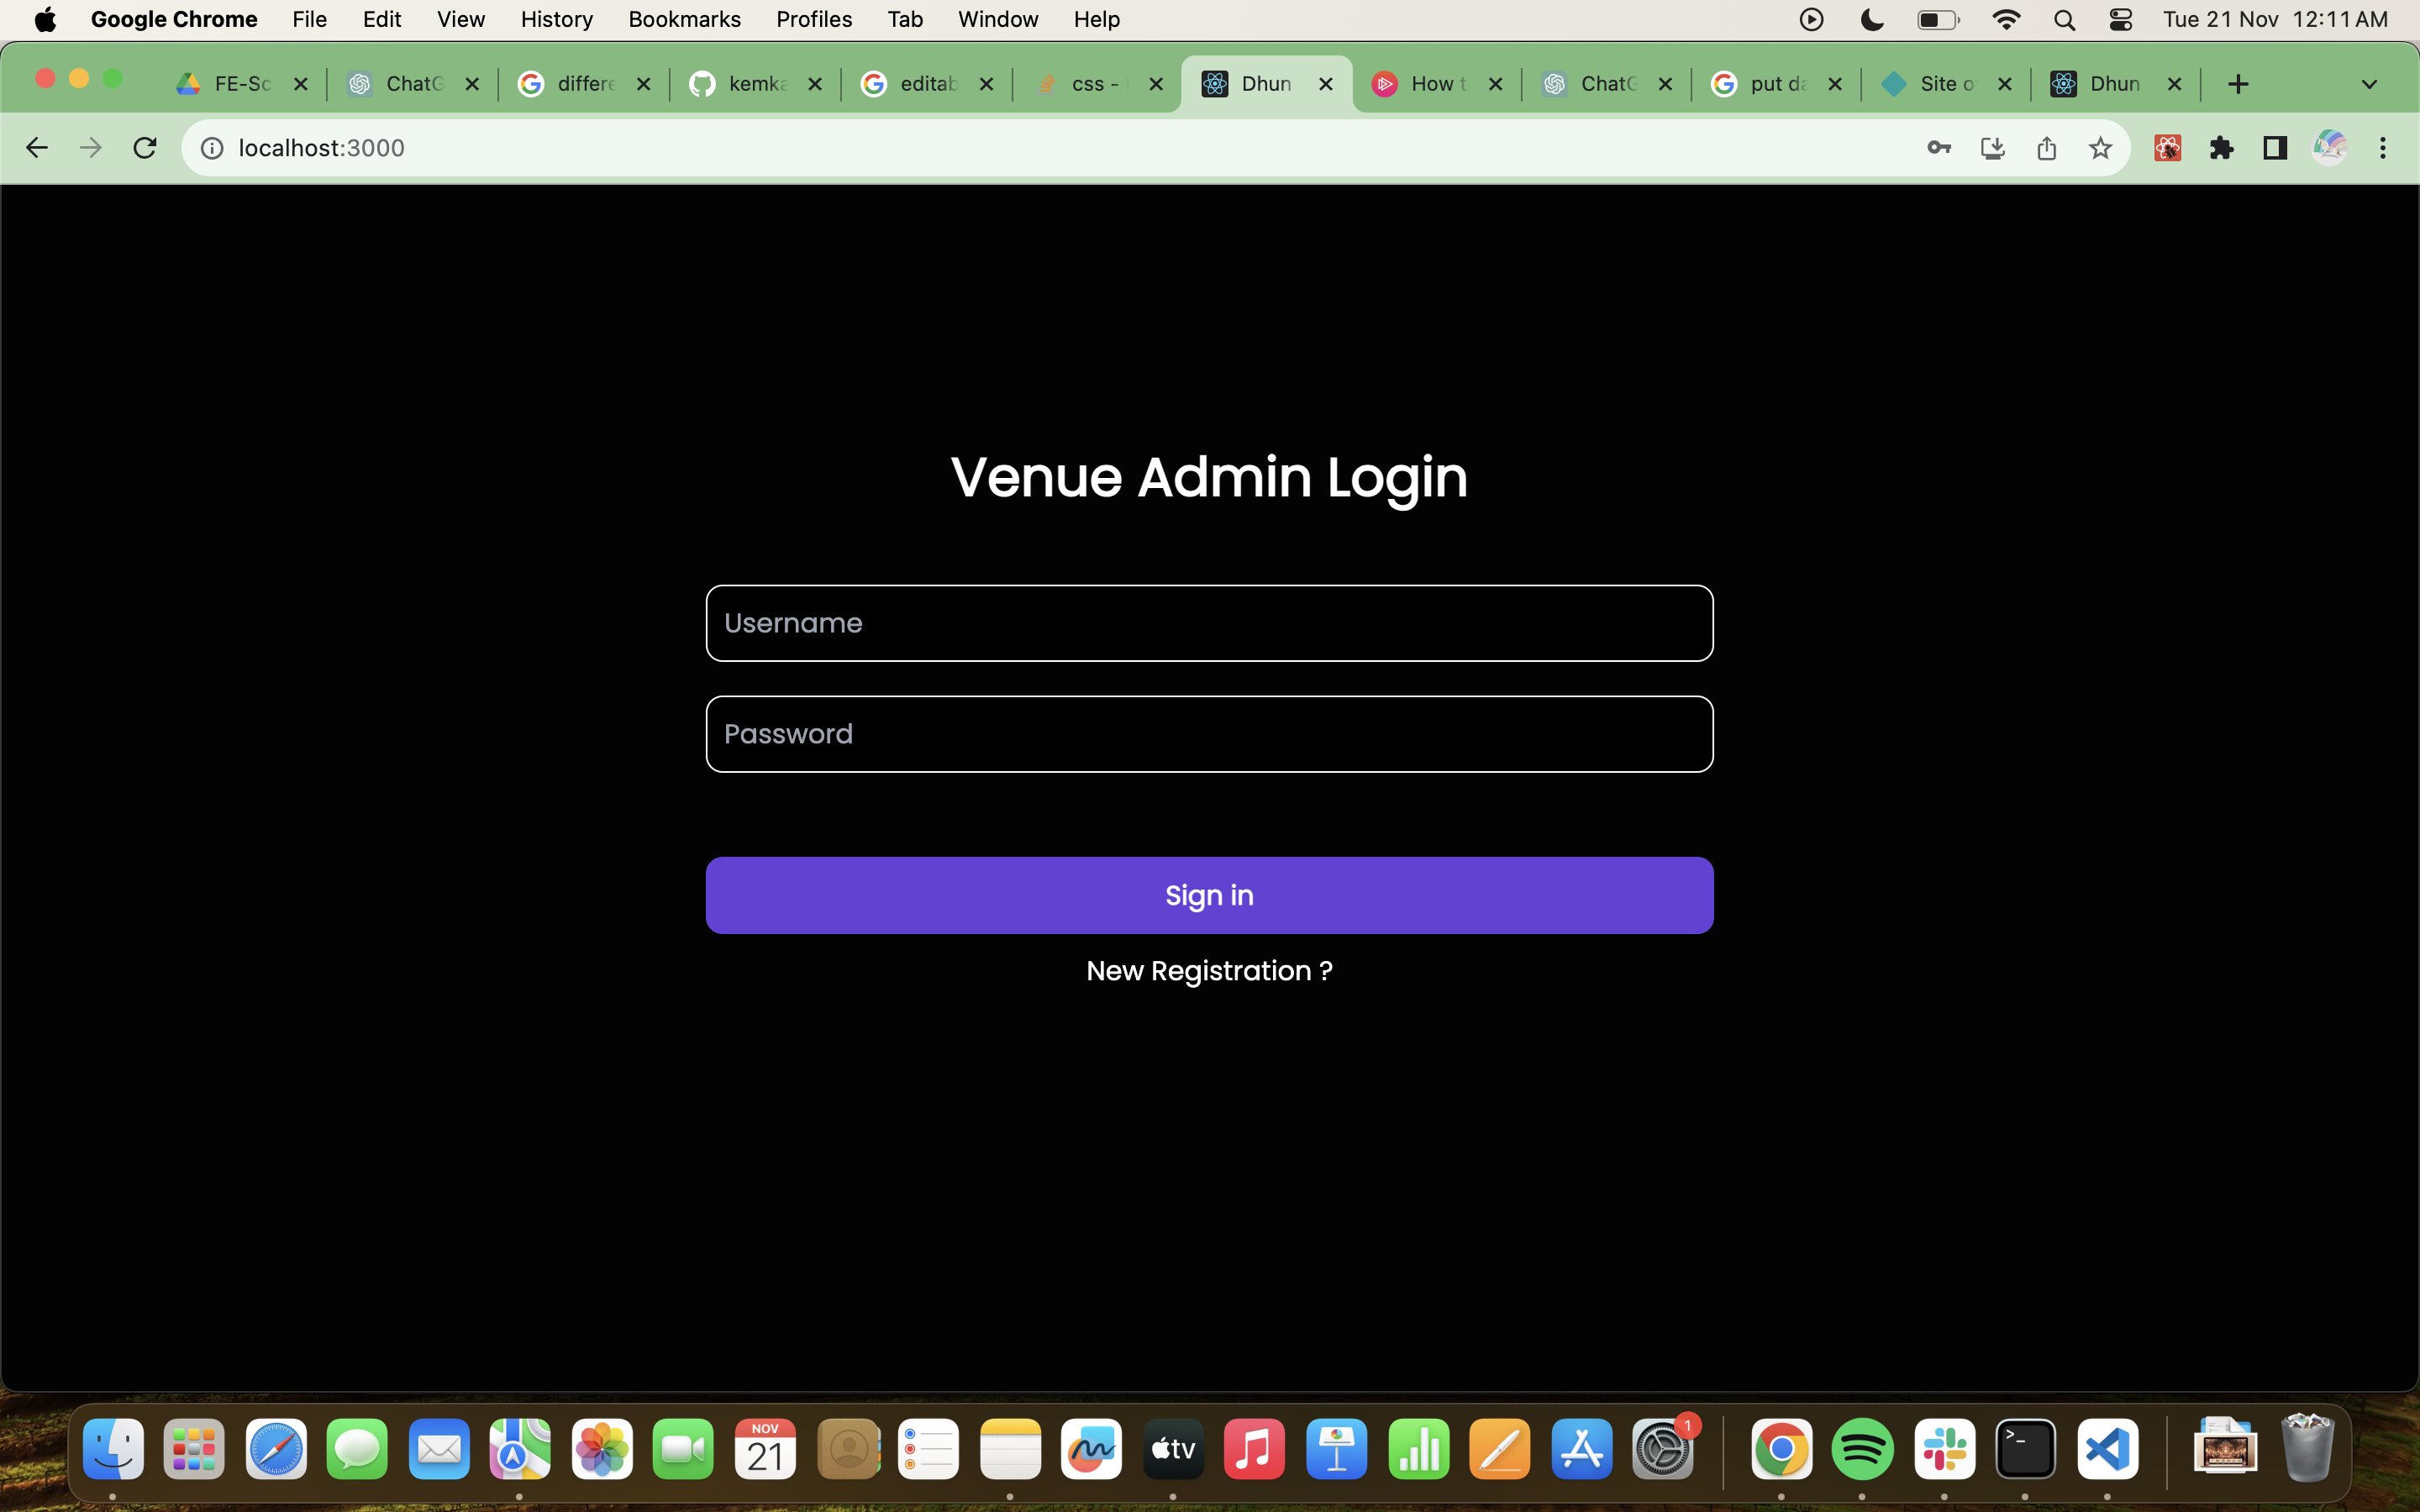 Google Chrome File Edit View History Bookmarks Profiles Tab Window Help Tue 21 Nov 12:11 AM
FE-Sc ChatG differe kemka editab css - Dhun How t ChatG put da Site o Dhun
localhost:3000
Venue Admin Login
Username
Password
Sign in
New Registration ?
NOV
21
tv
1
>_